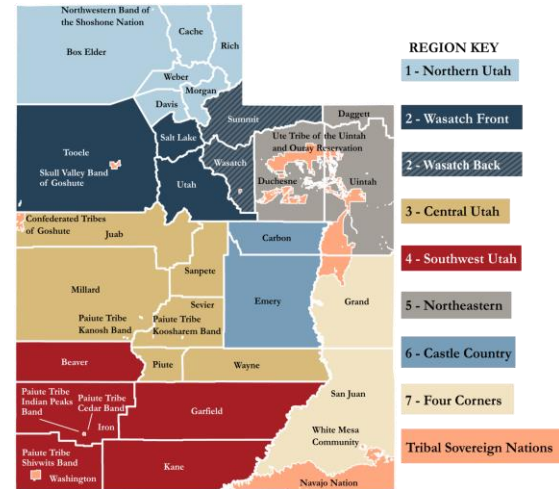 Northwestern Band of
the Shoshone Nation
Cache
Rich
Box Elder
Weber
Morgan
Davis
Summit
Daggett
Salt Lake
Ute Tribe of the Uintah
and Ouray Reservation
Tooele
Wasatch
Skull Valley Band
of Goshute
Duchesne
Uintah
Utah
Confederated Tribes
of Goshute
Juab
Carbon
Sanpete
Millard
Sevier
Emery
Grand
Paiute Tribe
Kanosh Band
Paiute Tribe
Koosharem Band
Beaver
Piute
Wayne
Paiute Tribe
Indian Peaks
Band
Paiute Tribe
Cedar Band
Iron
Garfield
San Juan
White Mesa
Community
Paiute Tribe
Shivwits Band
Washington
Kane
Navajo Nation
REGION KEY
1 - Northern Utah
2 - Wasatch Front
2 - Wasatch Back
3 - Central Utah
4 - Southwest Utah
5 - Northeastern
6 - Castle Country
7 - Four Corners
Tribal Sovereign Nations